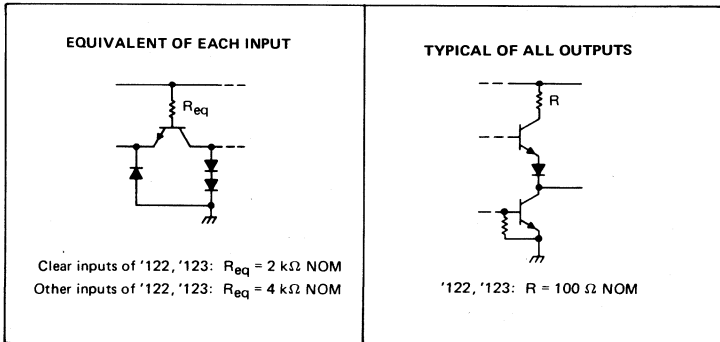 EQUIVALENT OF EACH INPUT
Req
Clear inputs of '122, '123: Req = 2 kΩ NOM
Other inputs of '122, '123: Req = 4 kΩ NOM
TYPICAL OF ALL OUTPUTS
R
'122, '123: R = 100 Ω NOM